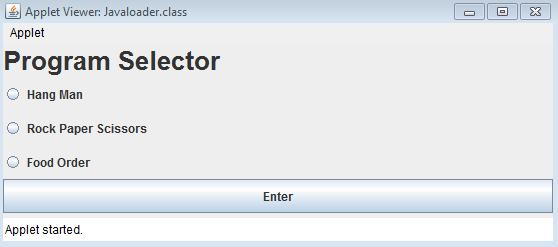 Applet Viewer: Javaloader.class
Applet
Program Selector
Hang Man
Rock Paper Scissors
Food Order
Enter
Applet started.